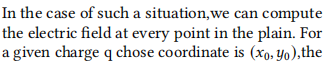 In the case of such a situation,we can compute
the electric field at every point in the plain. For
a given charge q chose coordinate is (x₀, y₀),the